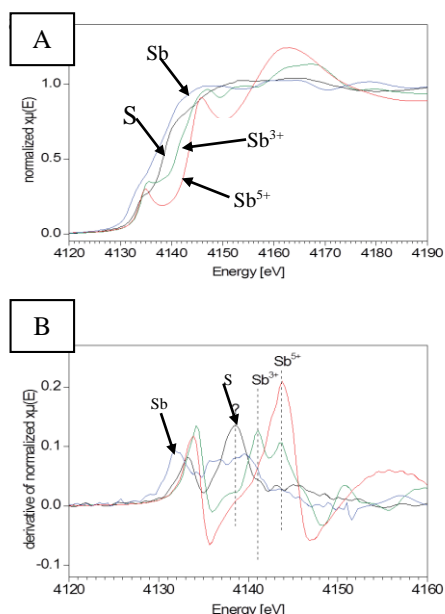 A
Sb
S
Sb3+
Sb5+
1.0
0.5
0.0
normalized xμ(E)
4120 4130 4140 4150 4160 4170 4180 4190
Energy [eV]
B
Sb5+
Sb3+
S
Sb
?
0.2
0.1
0.0
-0.1
derivative of normalized xμ(E)
4120 4130 4140 4150 4160
Energy [eV]